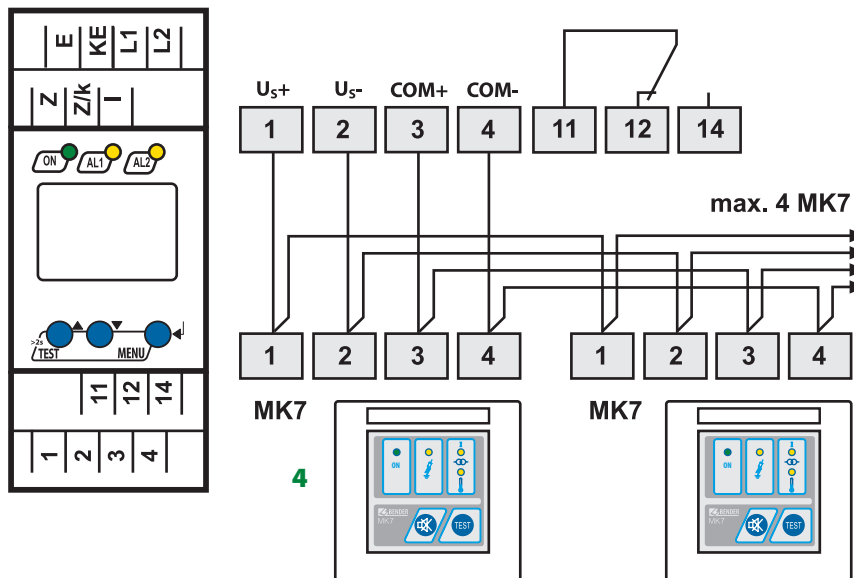 E KE L1 L2
Z Z/k I
ON AL1 AL2
>2s
TEST MENU
11 12 14
1 2 3 4
US+ US- COM+ COM-
1 2 3 4 11 12 14
max. 4 MK7
1 2 3 4 1 2 3 4
MK7 MK7
4
ON 1
BENDER
MK7
TEST
ON 1
BENDER
MK7
TEST